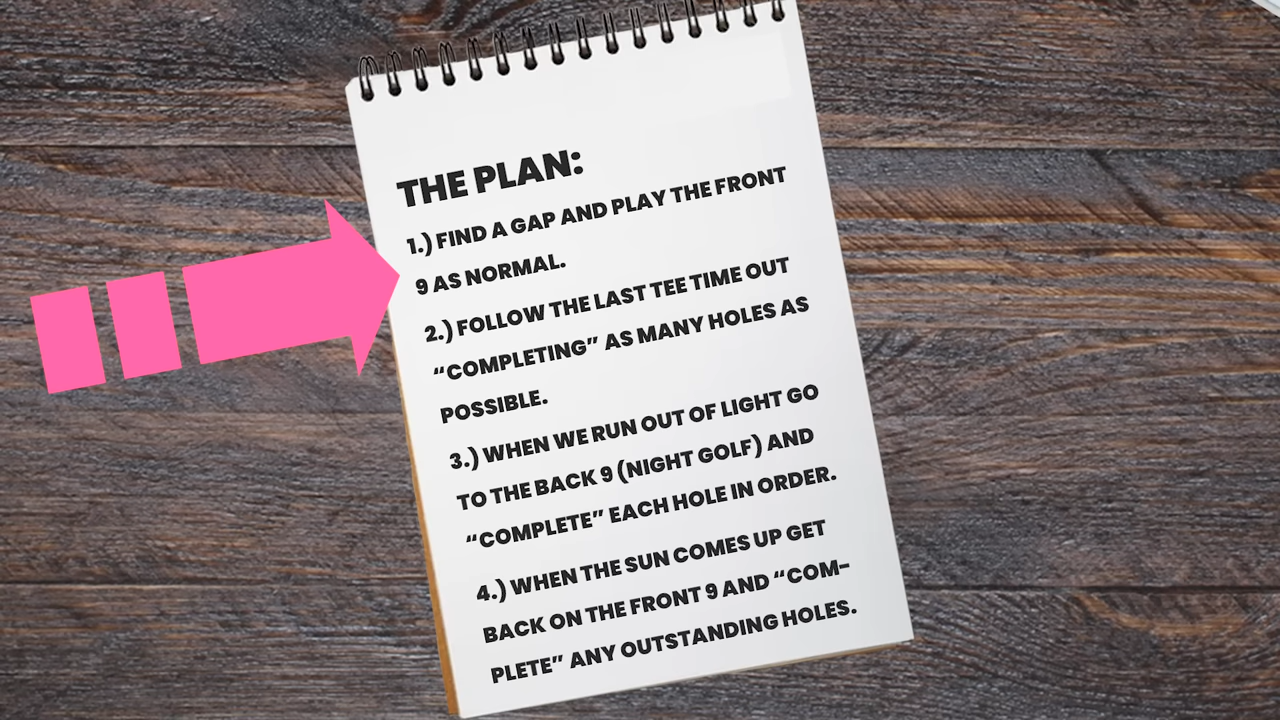 THE PLAN:
1.) FIND A GAP AND PLAY THE FRONT
9 AS NORMAL.
2.) FOLLOW THE LAST TEE TIME OUT
“COMPLETING” AS MANY HOLES AS
POSSIBLE.
3.) WHEN WE RUN OUT OF LIGHT GO
TO THE BACK 9 (NIGHT GOLF) AND
“COMPLETE” EACH HOLE IN ORDER.
4.) WHEN THE SUN COMES UP GET
BACK ON THE FRONT 9 AND “COM-
PLETE” ANY OUTSTANDING HOLES.